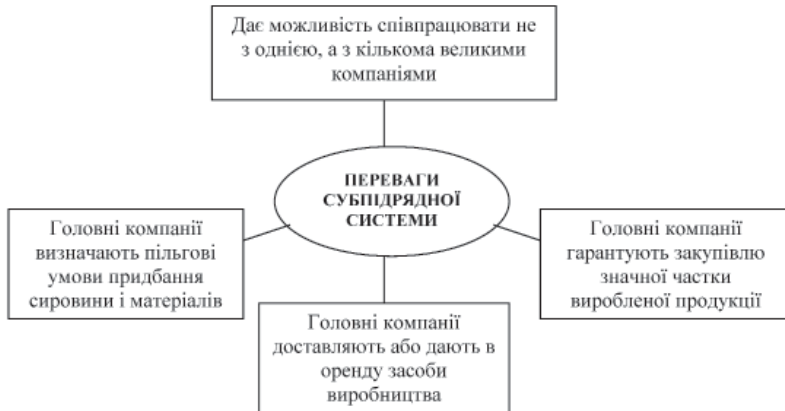 Дає можливість співпрацювати не
з однією, а з кількома великими
компаніями
ПЕРЕВАГИ
СУБПІДРЯДНОЇ
СИСТЕМИ
Головні компанії
визначають пільгові
умови придбання
сировини і матеріалів
Головні компанії
гарантують закупівлю
значної частки
виробленої продукції
Головні компанії
доставляють або дають в
оренду засоби
виробництва